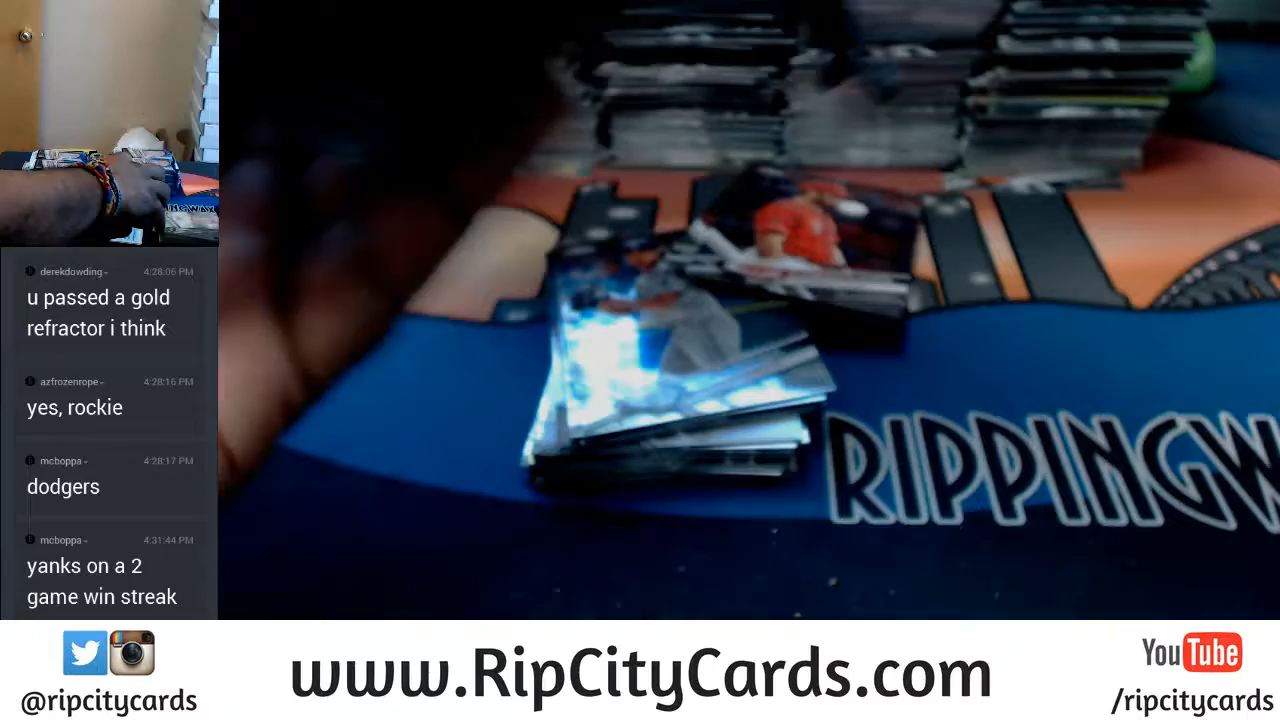 derekdowding 4:28:06 PM
u passed a gold
refractor i think
azfrozenrope 4:28:16 PM
yes, rockie
mcboppa 4:28:17 PM
dodgers
mcboppa 4:31:44 PM
yanks on a 2
game win streak
RIPPINGW
www.RipCityCards.com
@ripcitycards
YouTube
/ripcitycards